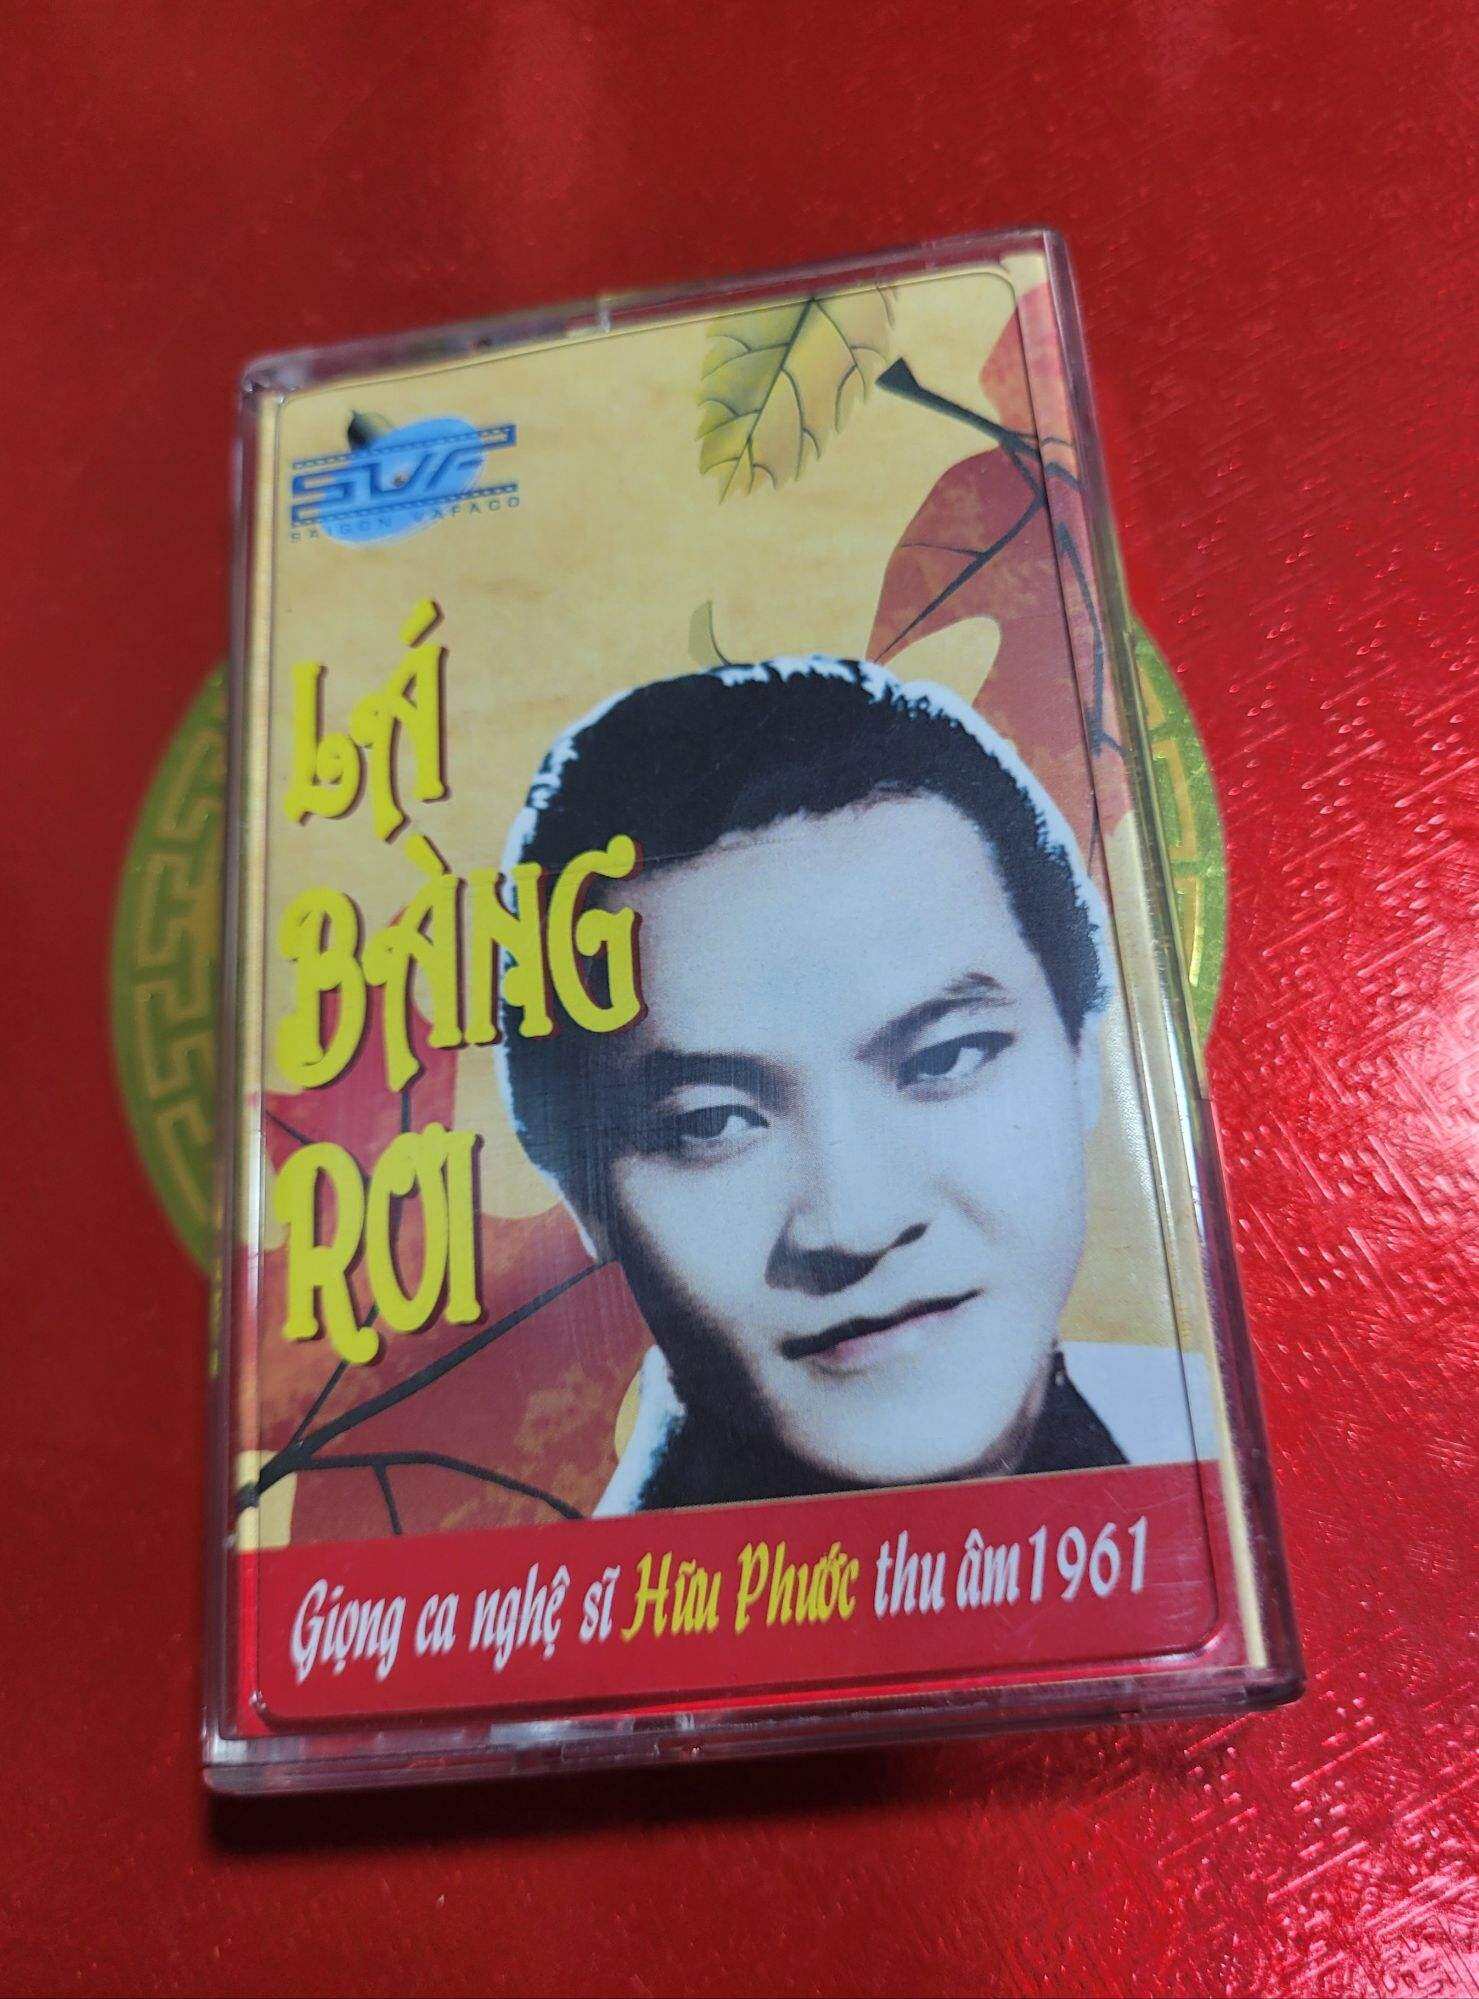 SVF
SAIGON VAFACO
LÁ
BÀNG
RƠI
Giọng ca nghệ sĩ Hữu Phước thu âm 1961